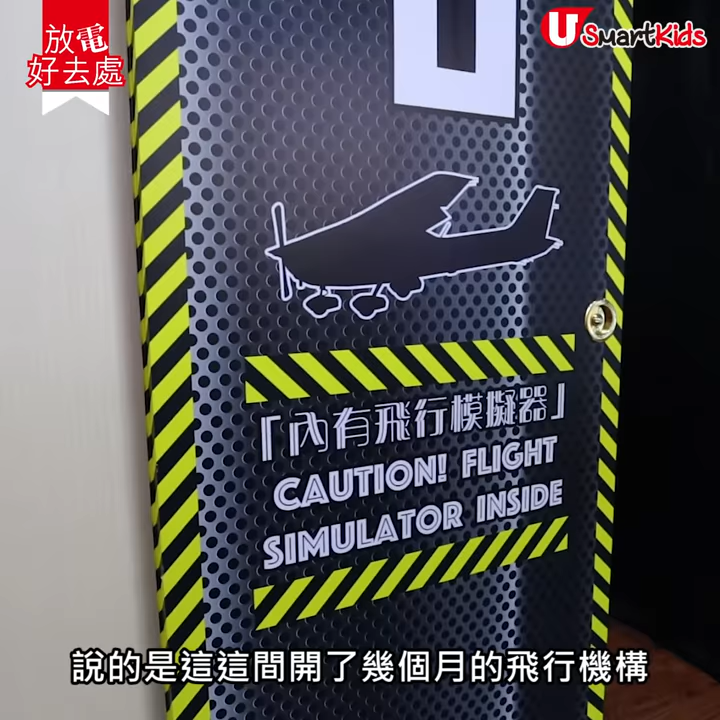 放電
好去處
U SmartKids
「內有飛行模擬器」
CAUTION! FLIGHT
SIMULATOR INSIDE
說的是這這間開了幾個月的飛行機構